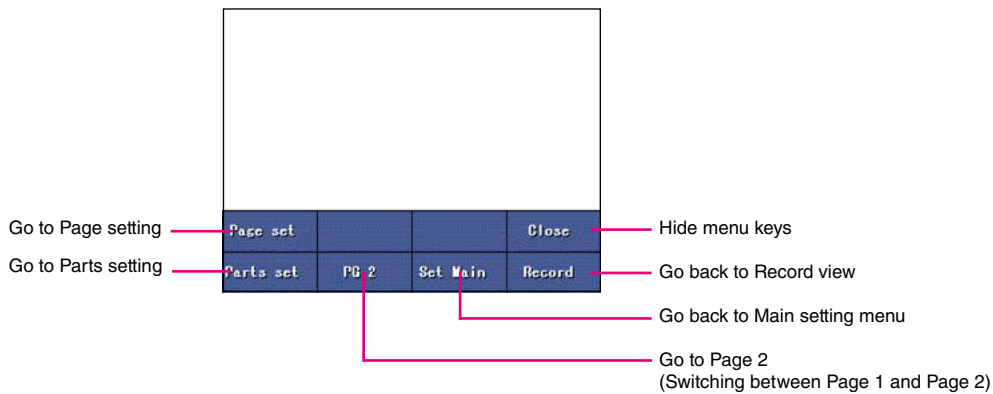 Go to Page setting
Page set
Close
Hide menu keys
Go to Parts setting
Parts set
PG 2
Set Main
Record
Go back to Record view
Go back to Main setting menu
Go to Page 2
(Switching between Page 1 and Page 2)